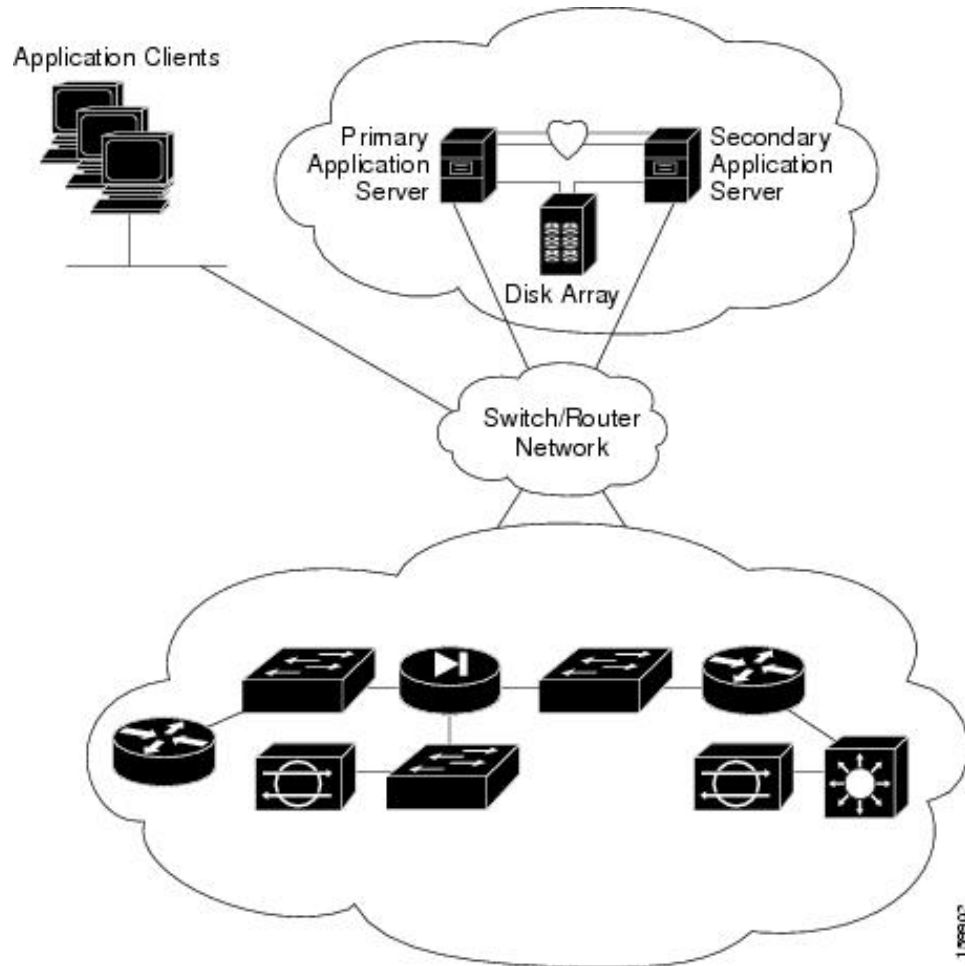 Application Clients
Primary
Application
Server
Secondary
Application
Server
Disk Array
Switch/Router
Network